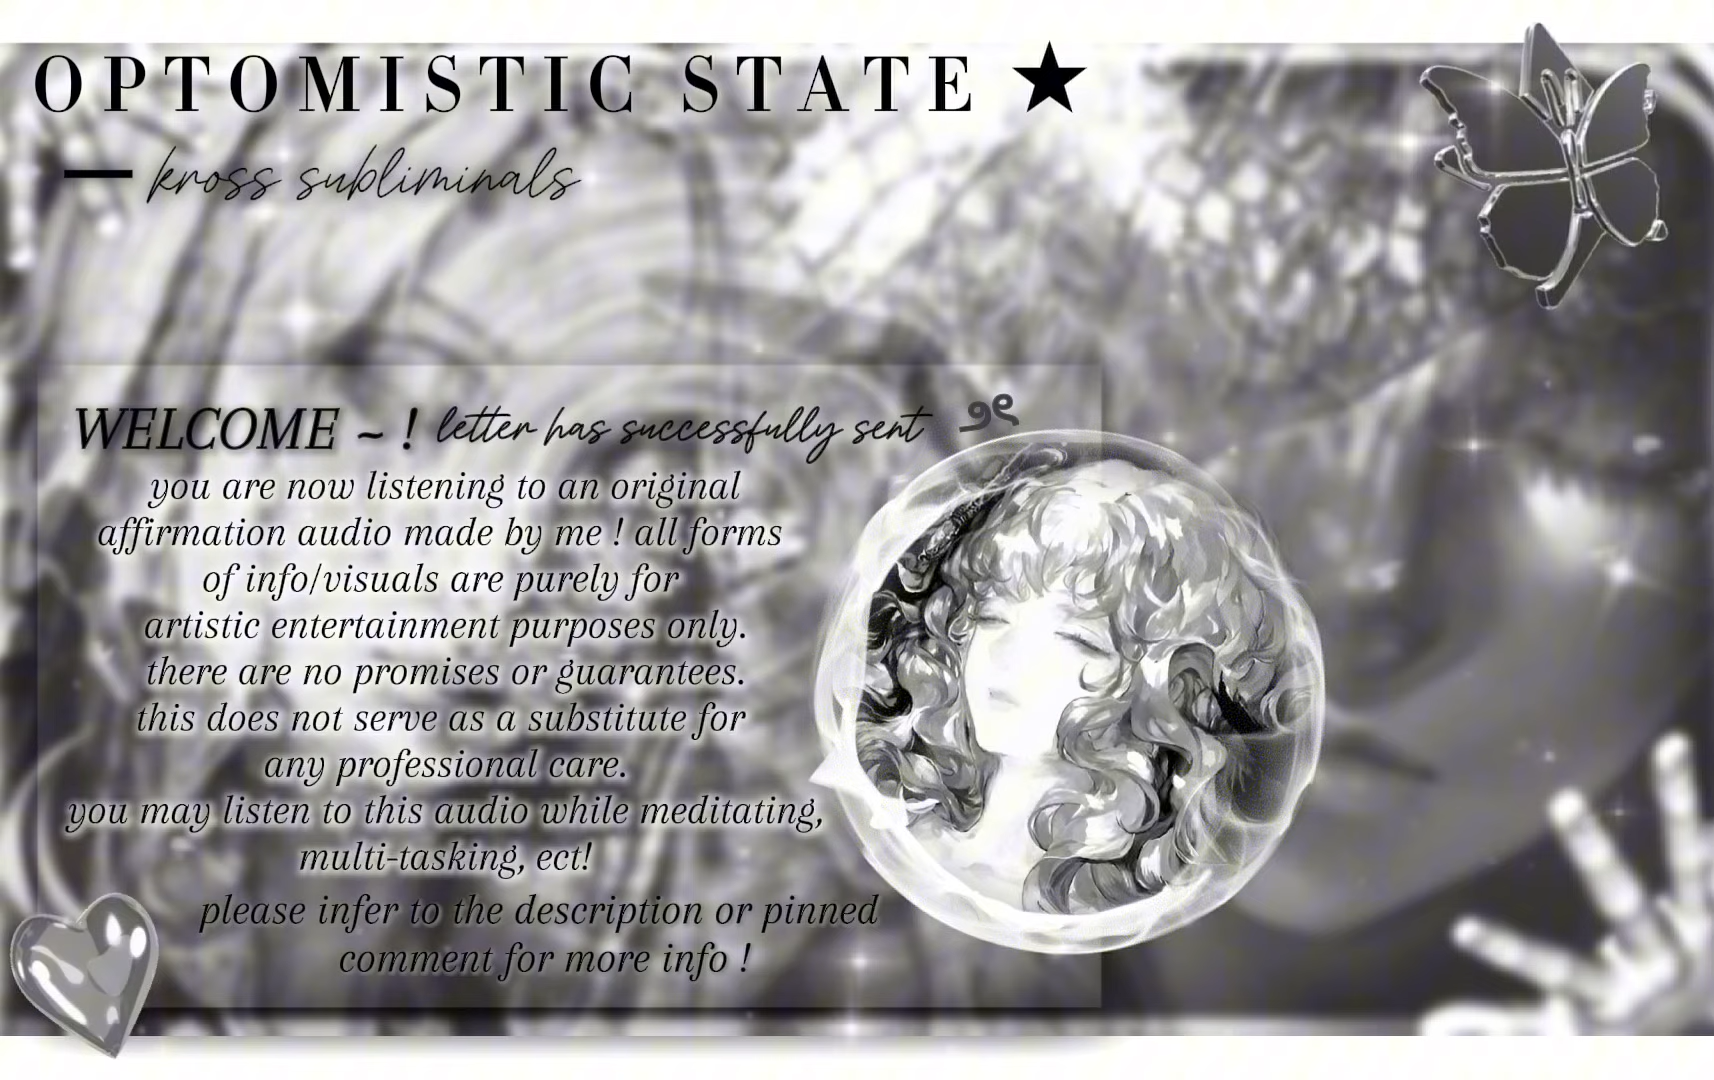 OPTOMISTIC STATE ★
— kross subliminals
WELCOME ~ ! letter has successfully sent ୨୧
you are now listening to an original
affirmation audio made by me ! all forms
of info/visuals are purely for
artistic entertainment purposes only.
there are no promises or guarantees.
this does not serve as a substitute for
any professional care.
you may listen to this audio while meditating,
multi-tasking, ect!
please infer to the description or pinned
comment for more info !